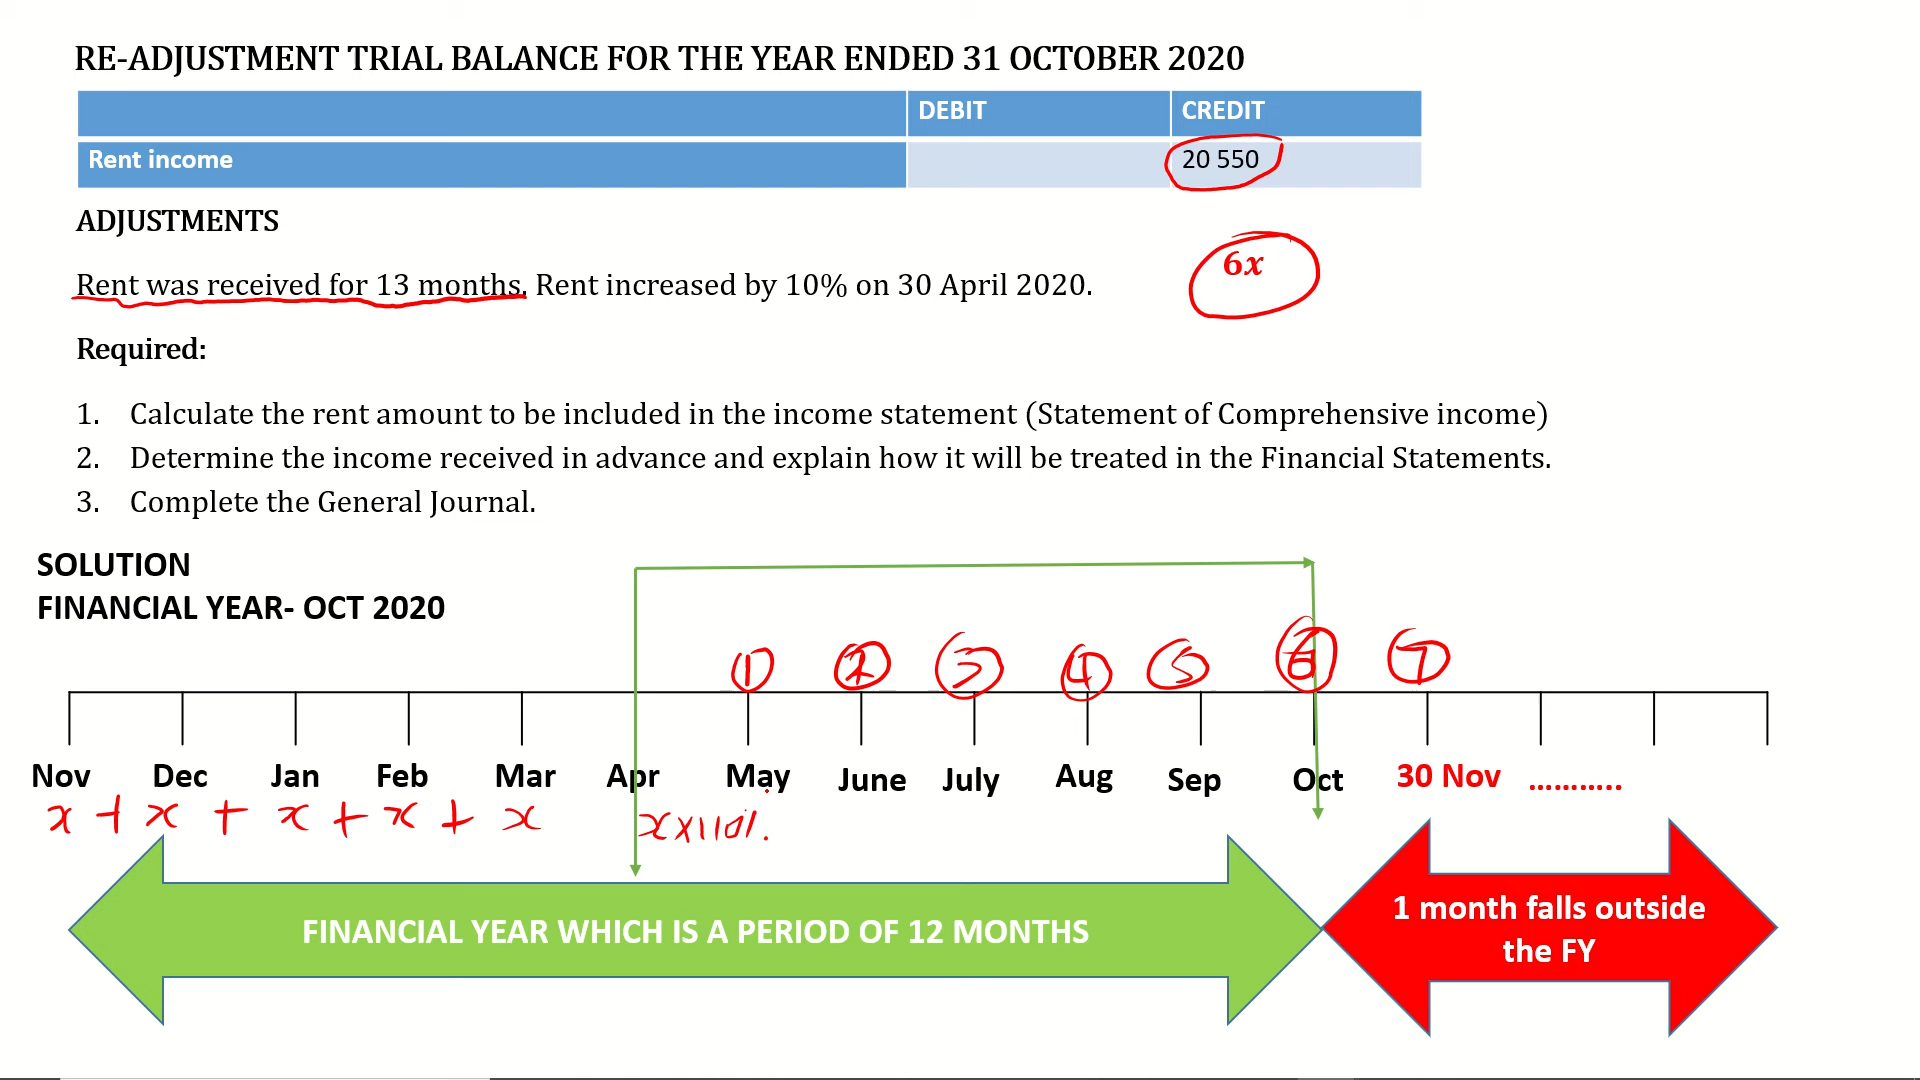 RE-ADJUSTMENT TRIAL BALANCE FOR THE YEAR ENDED 31 OCTOBER 2020
DEBIT CREDIT
Rent income 20 550
ADJUSTMENTS
6x
Rent was received for 13 months. Rent increased by 10% on 30 April 2020.
Required:
1. Calculate the rent amount to be included in the income statement (Statement of Comprehensive income)
2. Determine the income received in advance and explain how it will be treated in the Financial Statements.
3. Complete the General Journal.
SOLUTION
FINANCIAL YEAR- OCT 2020
1 2 3 4 5 6 7
Nov Dec Jan Feb Mar Apr May June July Aug Sep Oct 30 Nov ...........
x + x + x + x + x x x 110%.
FINANCIAL YEAR WHICH IS A PERIOD OF 12 MONTHS
1 month falls outside
the FY